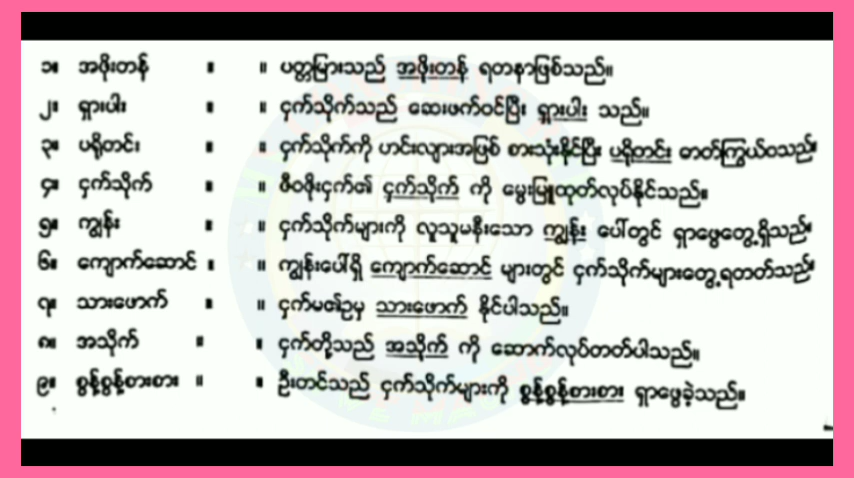 ၁။ အဖိုးတန် ။ ။ ပတ္တမြားသည် အဖိုးတန် ရတနာဖြစ်သည်။
၂။ ရှားပါး ။ ။ ငှက်သိုက်သည် ဆေးဖက်ဝင်ပြီး ရှားပါး သည်။
၃။ ပရိုတင်း ။ ။ ငှက်သိုက်ကို ဟင်းလျာအဖြစ် စားသုံးနိုင်ပြီး ပရိုတင်း ဓာတ်ကြွယ်ဝသည်။
၄။ ငှက်သိုက် ။ ။ ဇီဝဇိုးငှက်၏ ငှက်သိုက် ကို မွေးမြူထုတ်လုပ်နိုင်သည်။
၅။ ကျွန်း ။ ။ ငှက်သိုက်များကို လူသူမနီးသော ကျွန်း ပေါ်တွင် ရှာဖွေတွေ့ရှိသည်။
၆။ ကျောက်ဆောင် ။ ။ ကျွန်းပေါ်ရှိ ကျောက်ဆောင် များတွင် ငှက်သိုက်များတွေ့ရတတ်သည်။
၇။ သားဖောက် ။ ။ ငှက်မ၏ဥမှ သားဖောက် နိုင်ပါသည်။
၈။ အသိုက် ။ ။ ငှက်တို့သည် အသိုက် ကို ဆောက်လုပ်တတ်ပါသည်။
၉။ စွန့်စွန့်စားစား ။ ။ ဦးတင်သည် ငှက်သိုက်များကို စွန့်စွန့်စားစား ရှာဖွေခဲ့သည်။